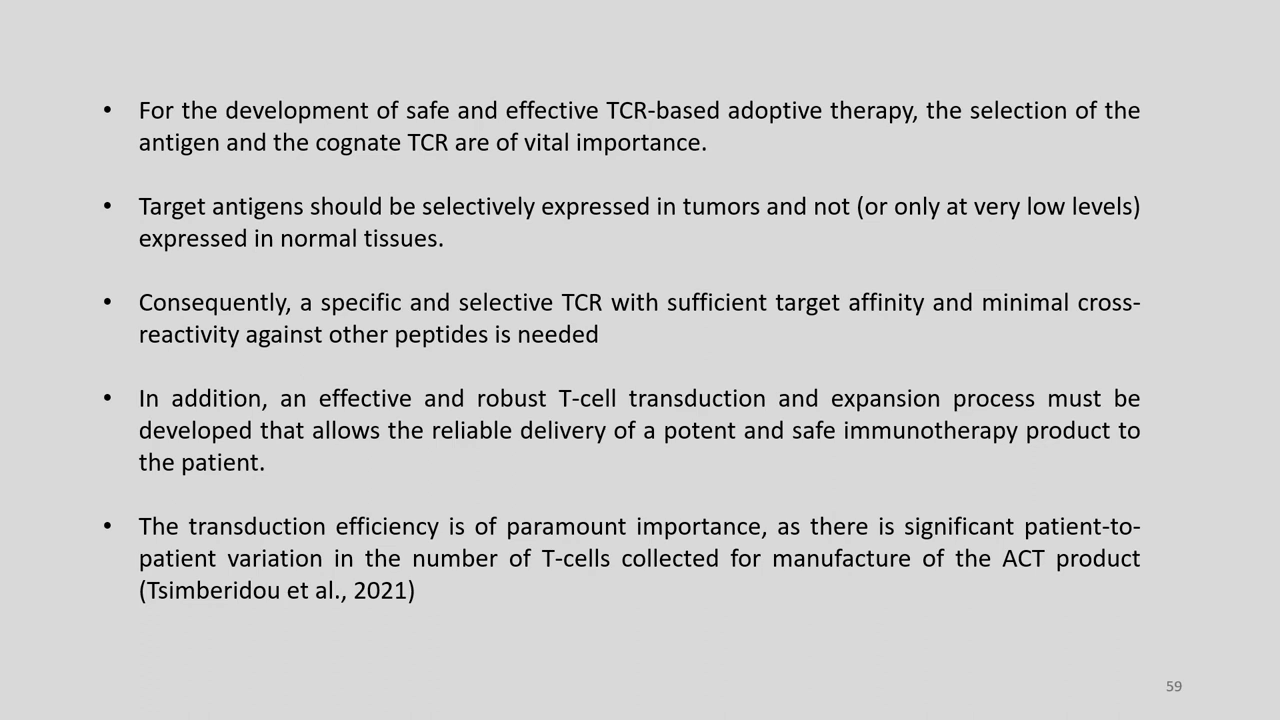 • For the development of safe and effective TCR-based adoptive therapy, the selection of the
antigen and the cognate TCR are of vital importance.
• Target antigens should be selectively expressed in tumors and not (or only at very low levels)
expressed in normal tissues.
• Consequently, a specific and selective TCR with sufficient target affinity and minimal cross-
reactivity against other peptides is needed
• In addition, an effective and robust T-cell transduction and expansion process must be
developed that allows the reliable delivery of a potent and safe immunotherapy product to
the patient.
• The transduction efficiency is of paramount importance, as there is significant patient-to-
patient variation in the number of T-cells collected for manufacture of the ACT product
(Tsimberidou et al., 2021)
59